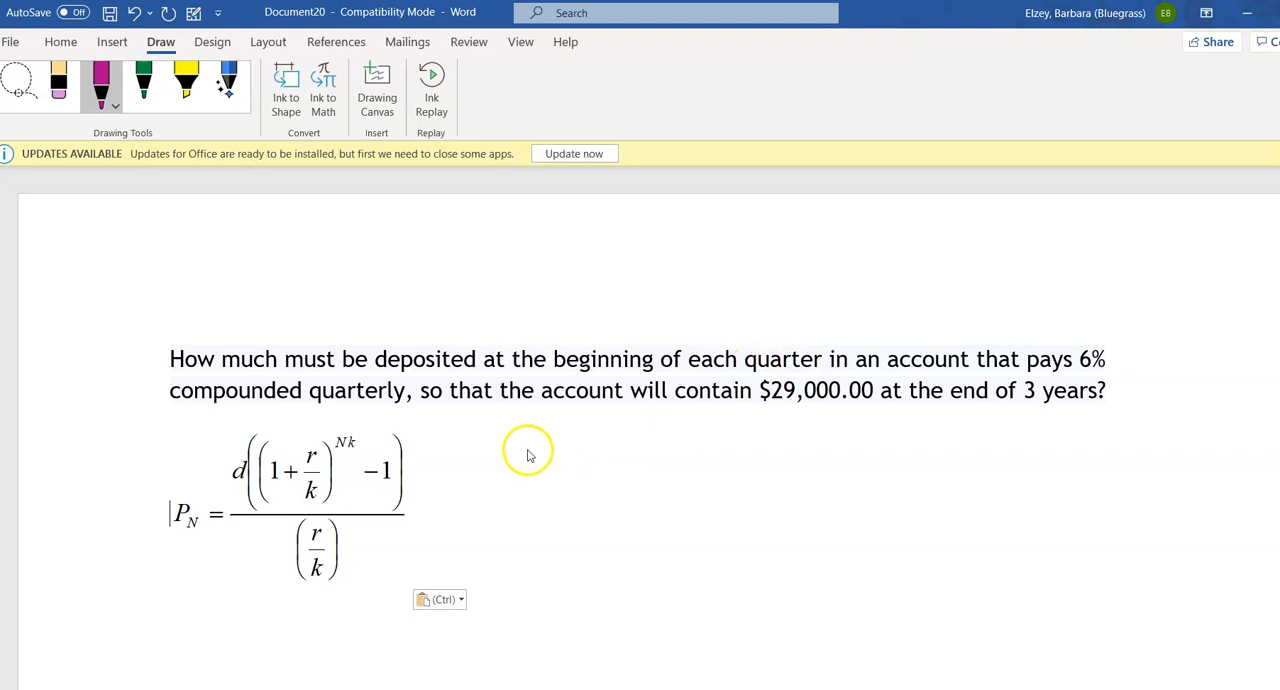 AutoSave Off Document20 - Compatibility Mode - Word Search Elzey, Barbara (Bluegrass) EB
File Home Insert Draw Design Layout References Mailings Review View Help Share Co
Ink to Shape Ink to Math Drawing Canvas Ink Replay
Drawing Tools Convert Insert Replay
UPDATES AVAILABLE Updates for Office are ready to be installed, but first we need to close some apps. Update now
How much must be deposited at the beginning of each quarter in an account that pays 6%
compounded quarterly, so that the account will contain $29,000.00 at the end of 3 years?
P_N = d((1+r/k)^{Nk} −1) / (r/k)
(Ctrl)